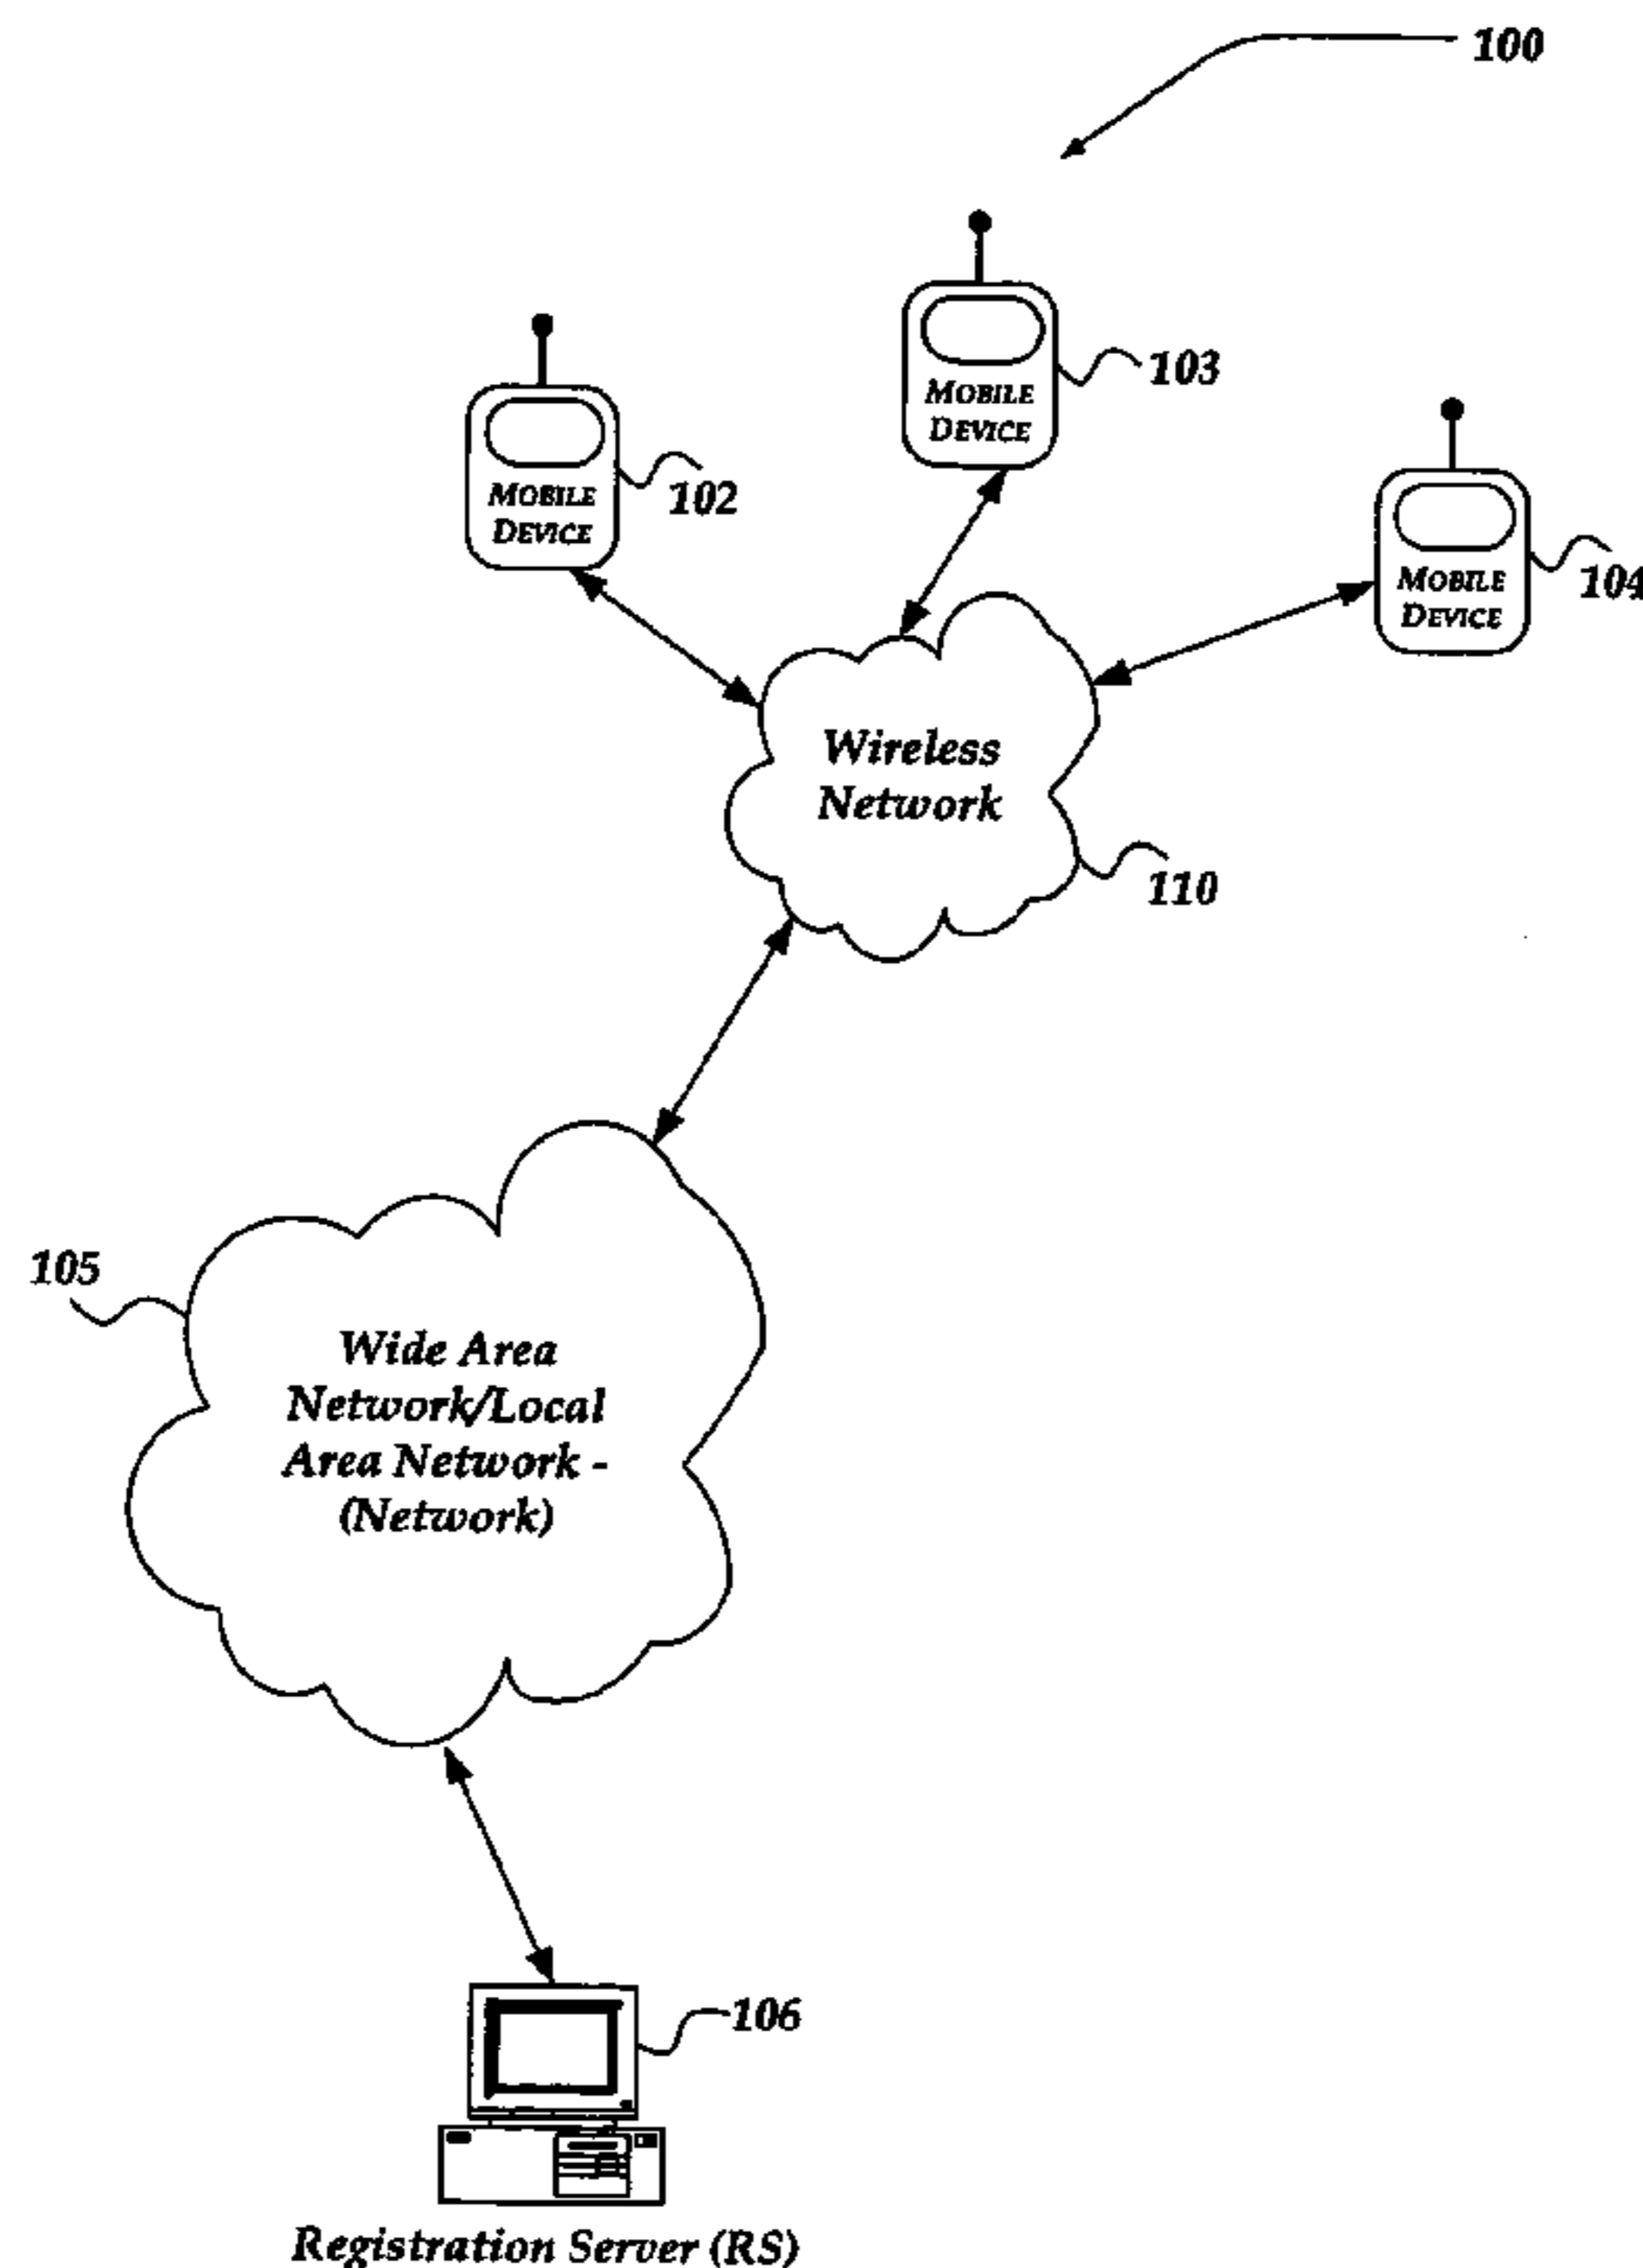 100
103
MOBILE
DEVICE
102
MOBILE
DEVICE
104
MOBILE
DEVICE
Wireless
Network
110
105
Wide Area
Network/Local
Area Network -
(Network)
106
Registration Server (RS)